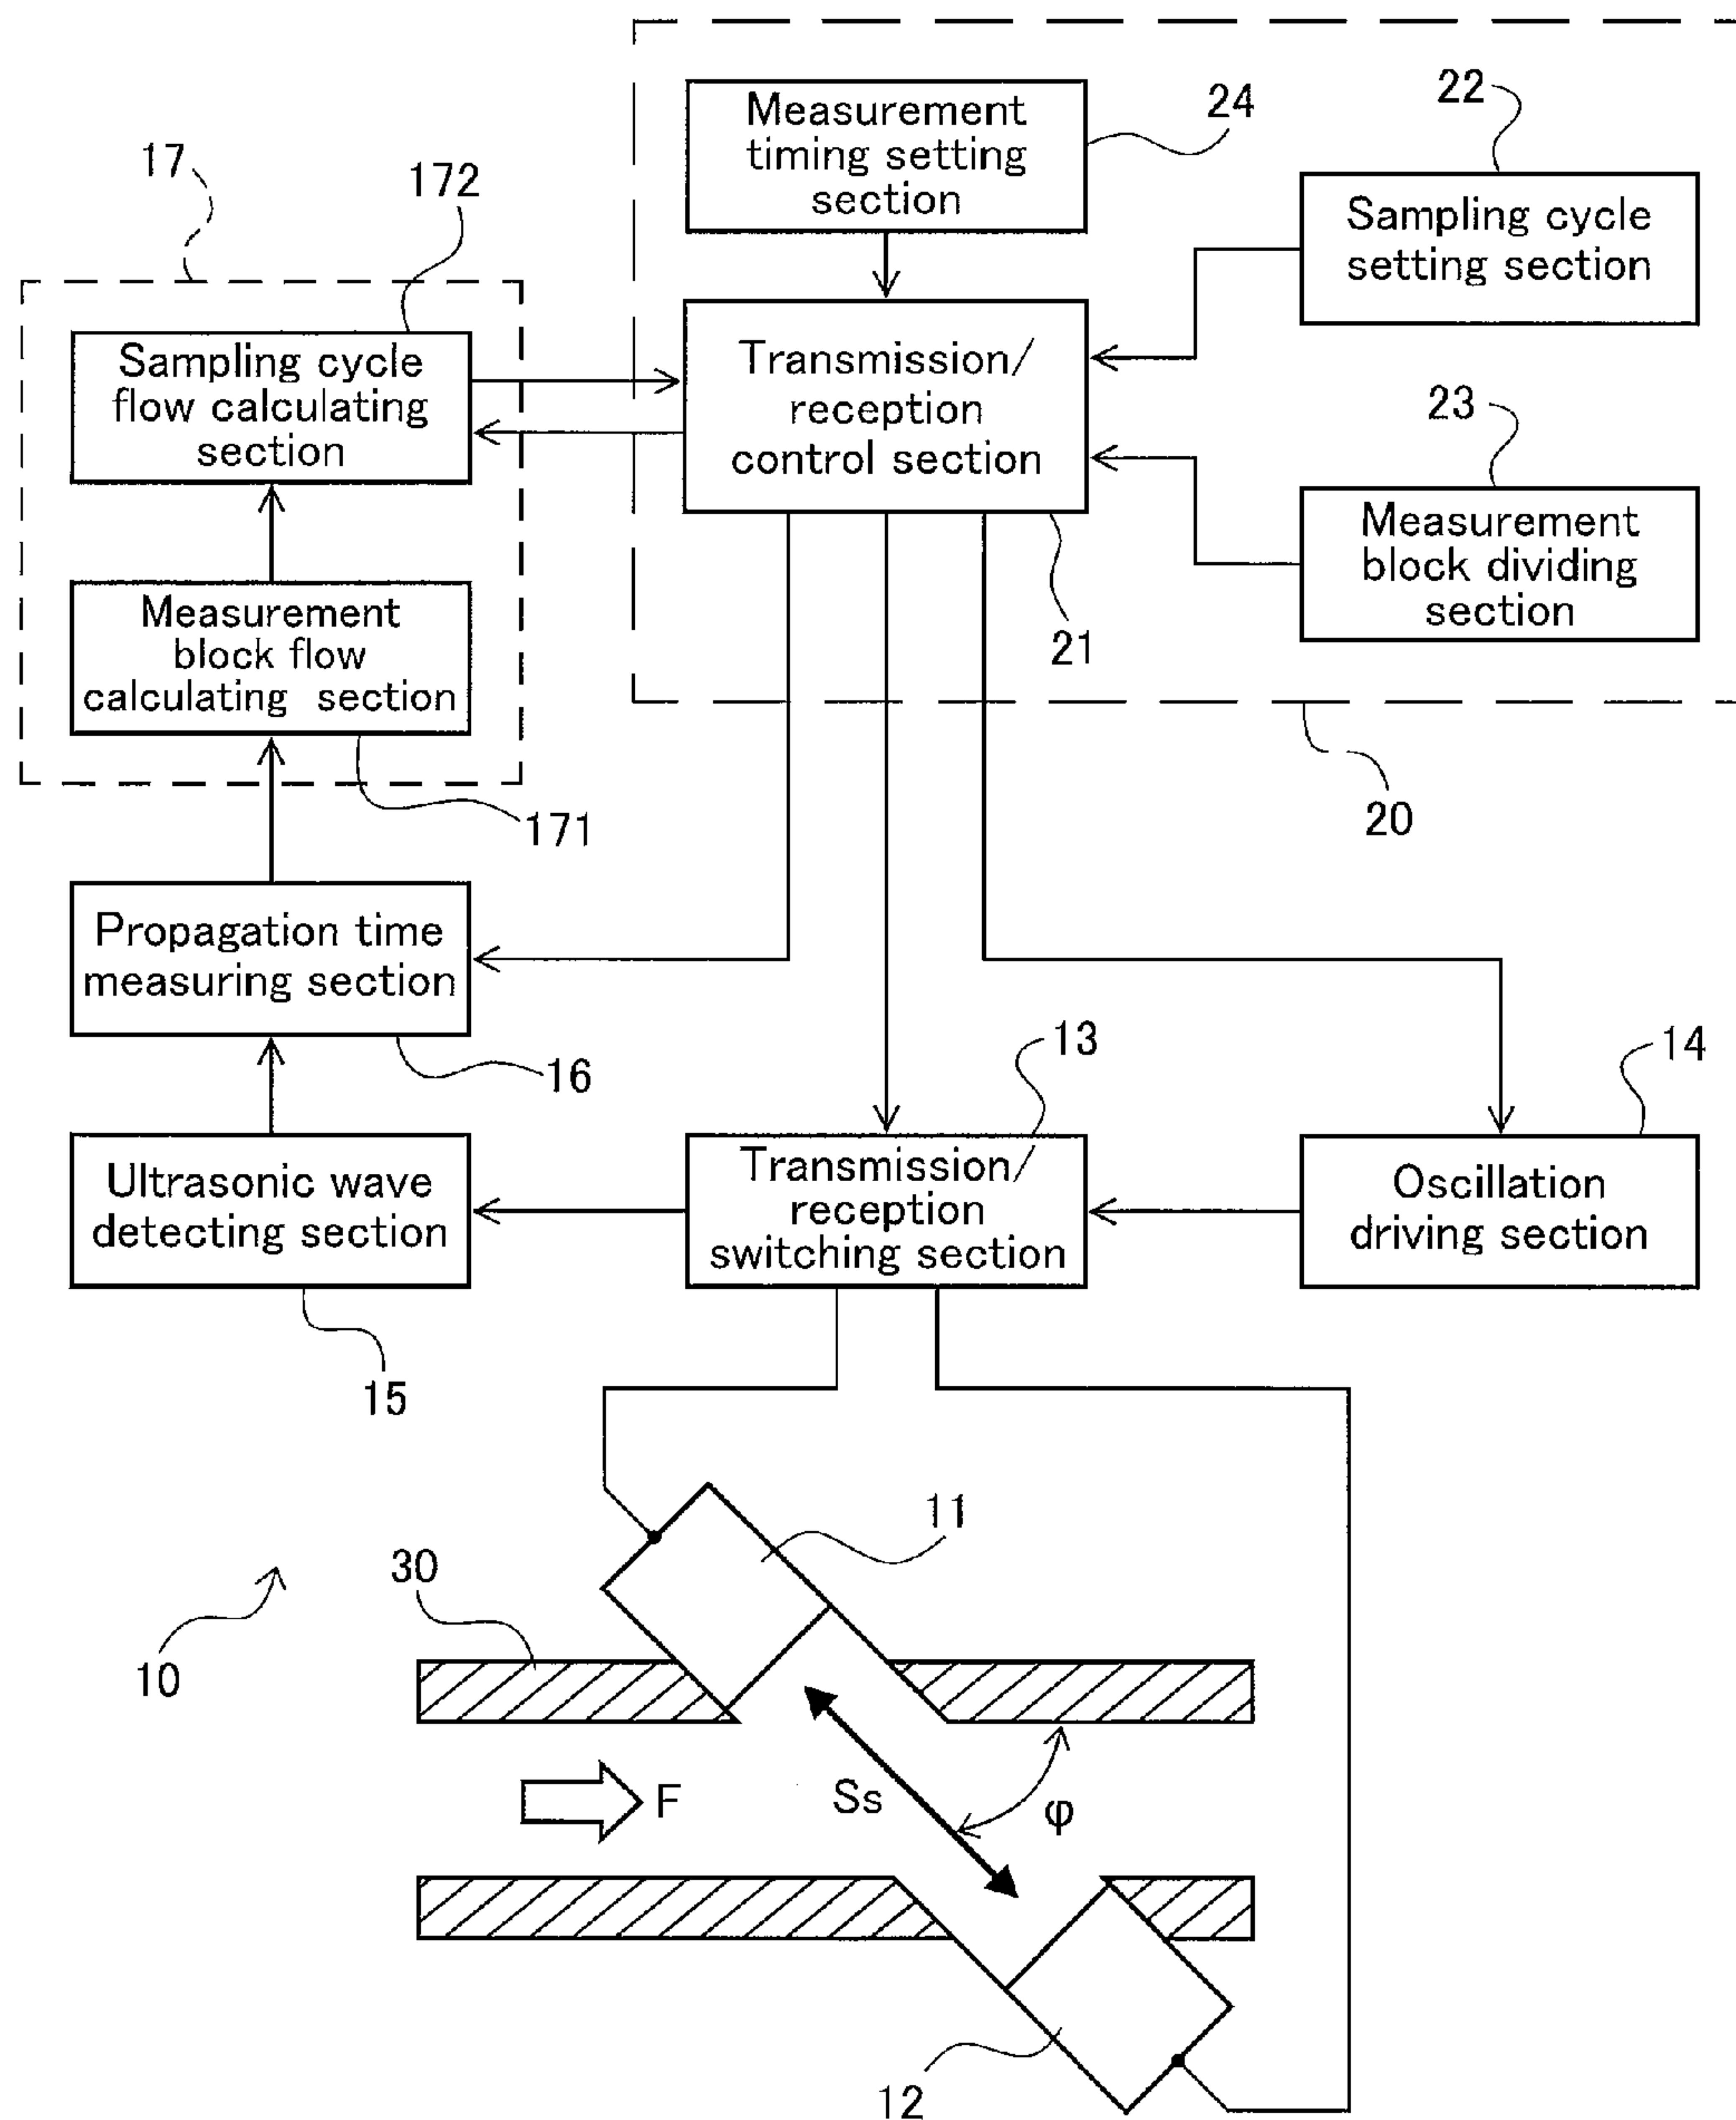 24
22
Measurement
timing setting
section
17
172
Sampling cycle
setting section
Sampling cycle
flow calculating
section
Transmission/
reception
control section
23
Measurement
block dividing
section
Measurement
block flow
calculating section
21
20
171
Propagation time
measuring section
13
14
16
Ultrasonic wave
detecting section
Transmission/
reception
switching section
Oscillation
driving section
15
11
30
10
F
Ss
φ
12